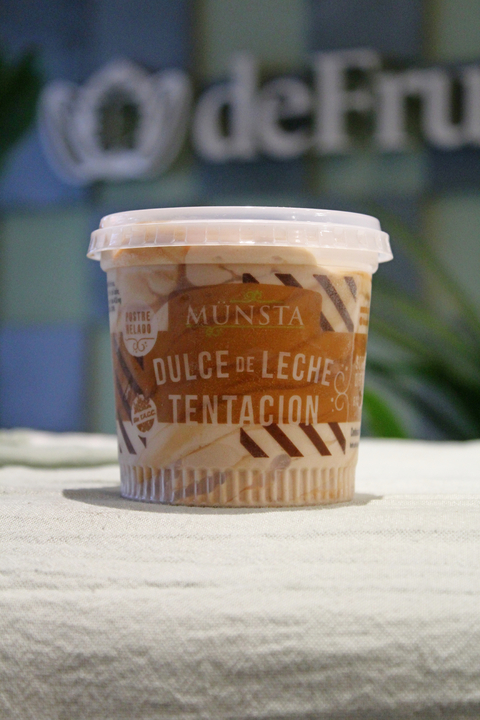 deFru
POSTRE
HELADO
MÜNSTA
DULCE DE LECHE
TENTACION